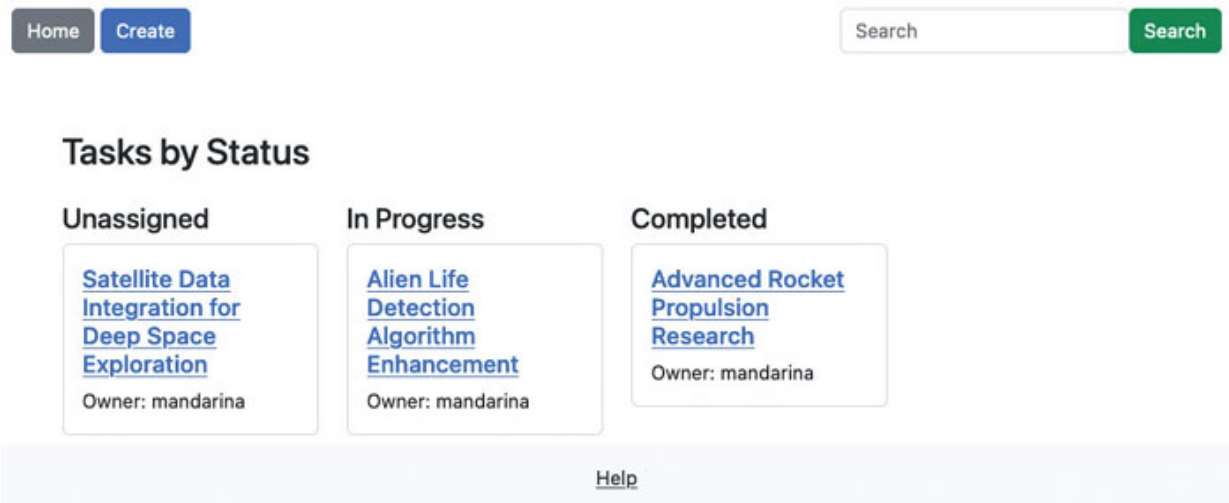 Home Create Search Search
Tasks by Status
Unassigned
Satellite Data
Integration for
Deep Space
Exploration
Owner: mandarina
In Progress
Alien Life
Detection
Algorithm
Enhancement
Owner: mandarina
Completed
Advanced Rocket
Propulsion
Research
Owner: mandarina
Help